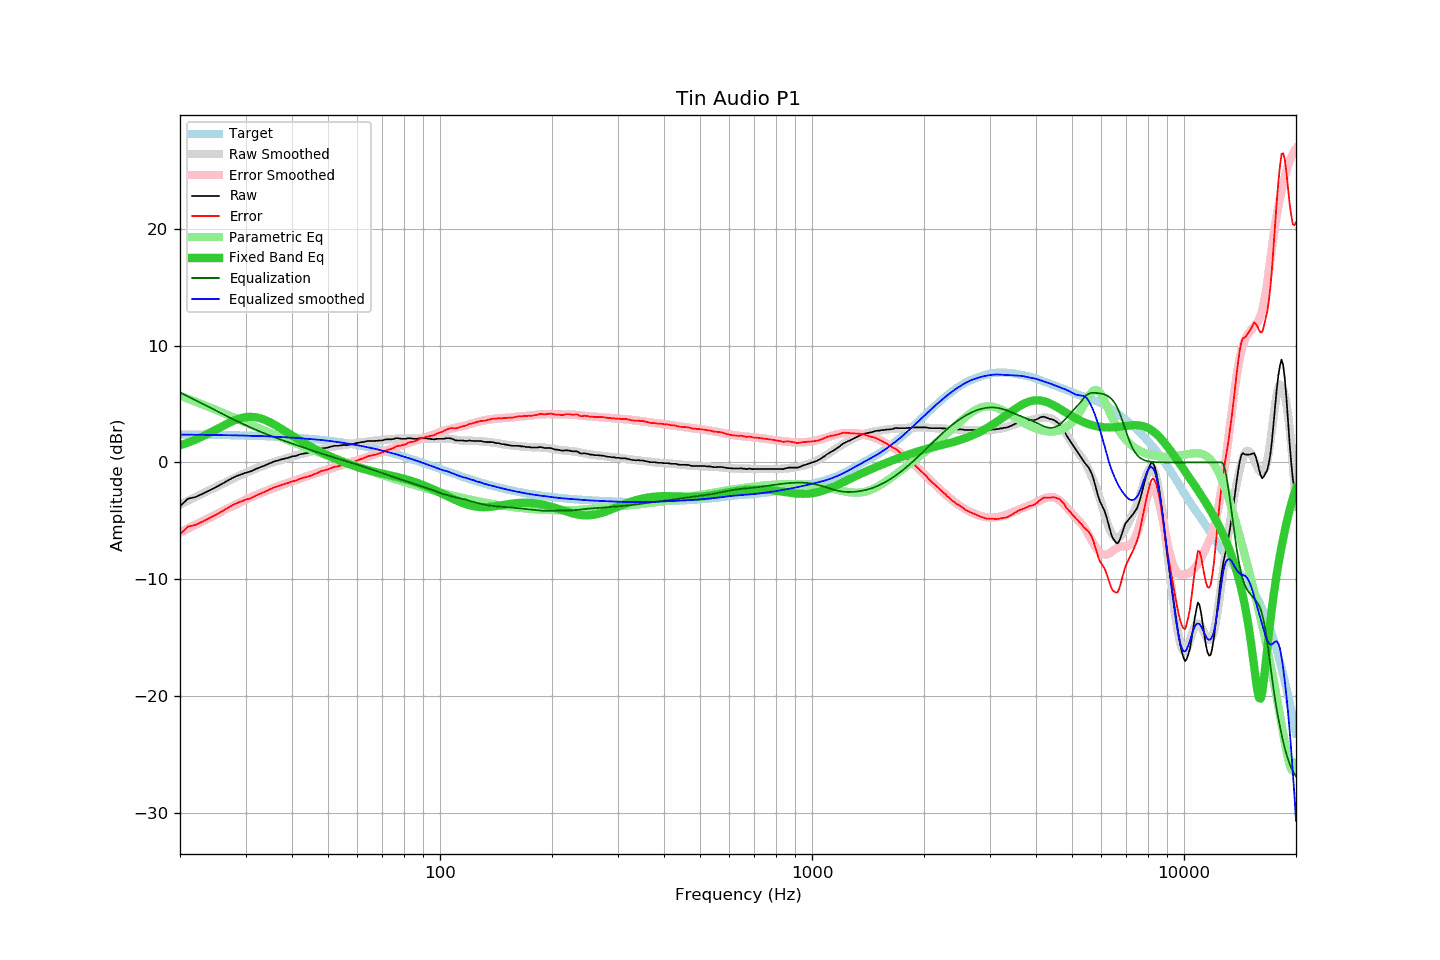 Tin Audio P1
Target
Raw Smoothed
Error Smoothed
Raw
Error
Parametric Eq
Fixed Band Eq
Equalization
Equalized smoothed
Amplitude (dBr)
20
10
0
−10
−20
−30
100
1000
10000
Frequency (Hz)